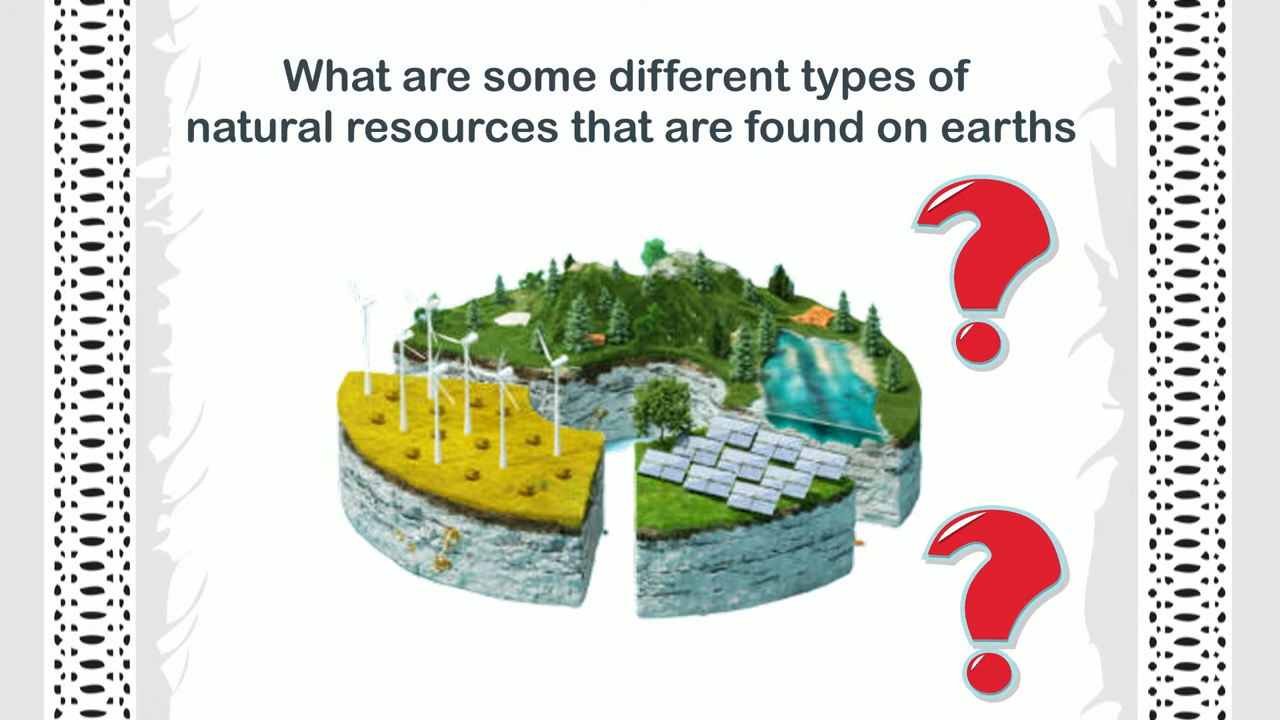 What are some different types of
natural resources that are found on earths
? 
?